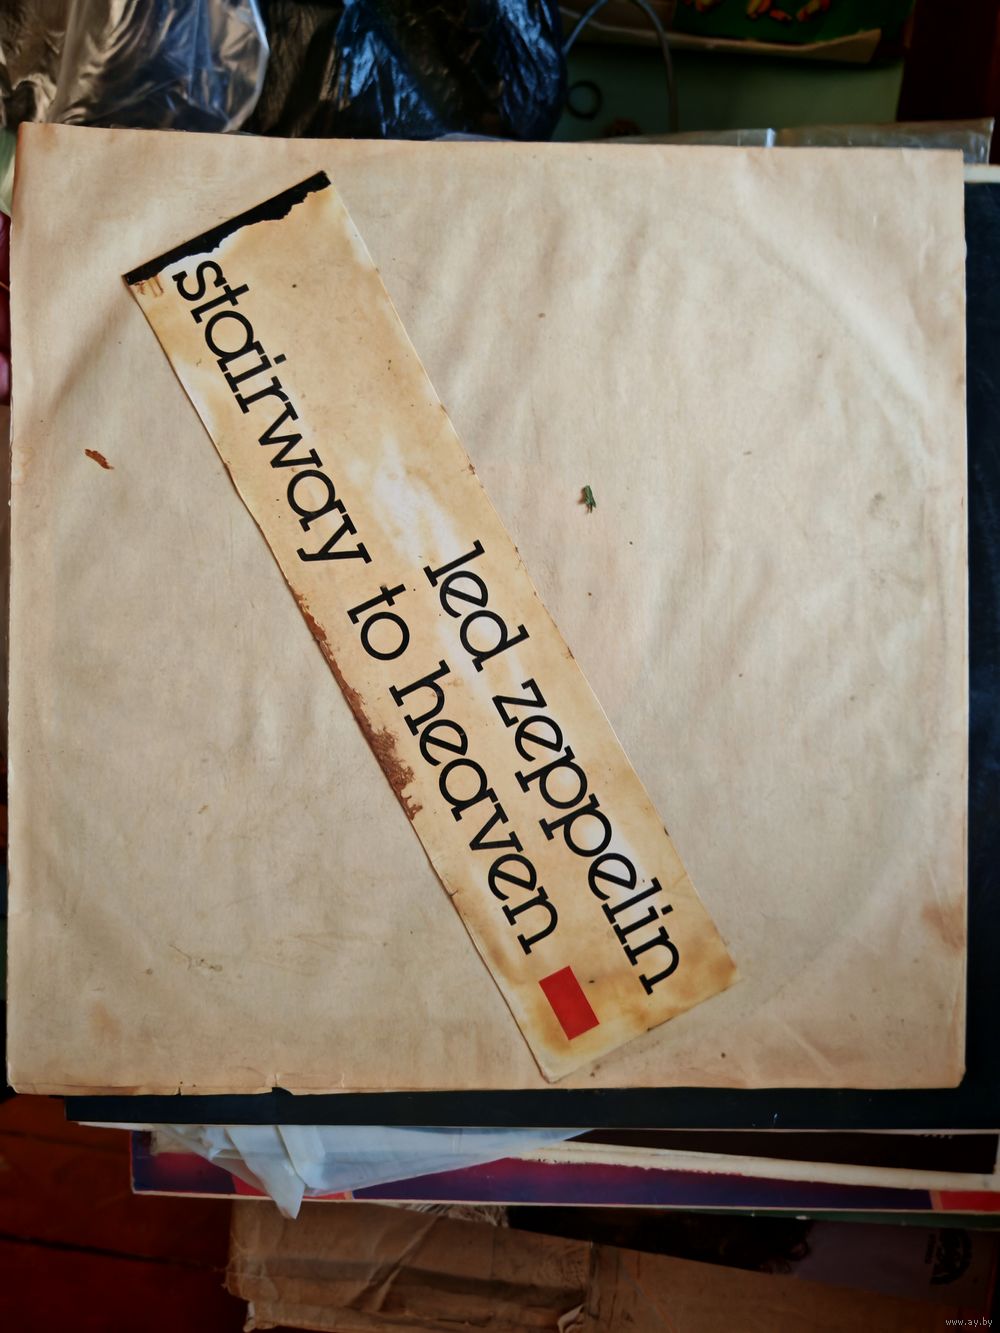 led zeppelin
stairway to heaven
www.ay.by